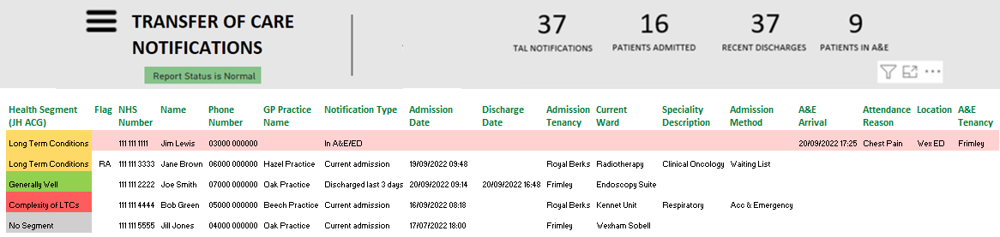 TRANSFER OF CARE
NOTIFICATIONS
Report Status is Normal
37 16 37 9
TAL NOTIFICATIONS PATIENTS ADMITTED RECENT DISCHARGES PATIENTS IN A&E
Health Segment (JH ACG) Flag NHS Number Name Phone Number GP Practice Name Notification Type Admission Date Discharge Date Admission Tenancy Current Ward Speciality Description Admission Method A&E Arrival Attendance Reason Location A&E Tenancy
Long Term Conditions 111 111 1111 Jim Lewis 03000 000000 In A&E/ED 20/09/2022 17:25 Chest Pain Wex ED Frimley
Long Term Conditions RA 111 111 3333 Jane Brown 06000 000000 Hazel Practice Current admission 19/09/2022 09:48 Royal Berks Radiotherapy Clinical Oncology Waiting List
Generally Well 111 111 2222 Joe Smith 07000 000000 Oak Practice Discharged last 3 days 20/09/2022 09:14 20/09/2022 16:48 Frimley Endoscopy Suite
Complexity of LTCs 111 111 4444 Bob Green 05000 000000 Beech Practice Current admission 16/09/2022 08:18 Royal Berks Kennet Unit Respiratory Acc & Emergency
No Segment 111 111 5555 Jill Jones 04000 000000 Oak Practice Current admission 17/07/2022 18:00 Frimley Wexham Sobell